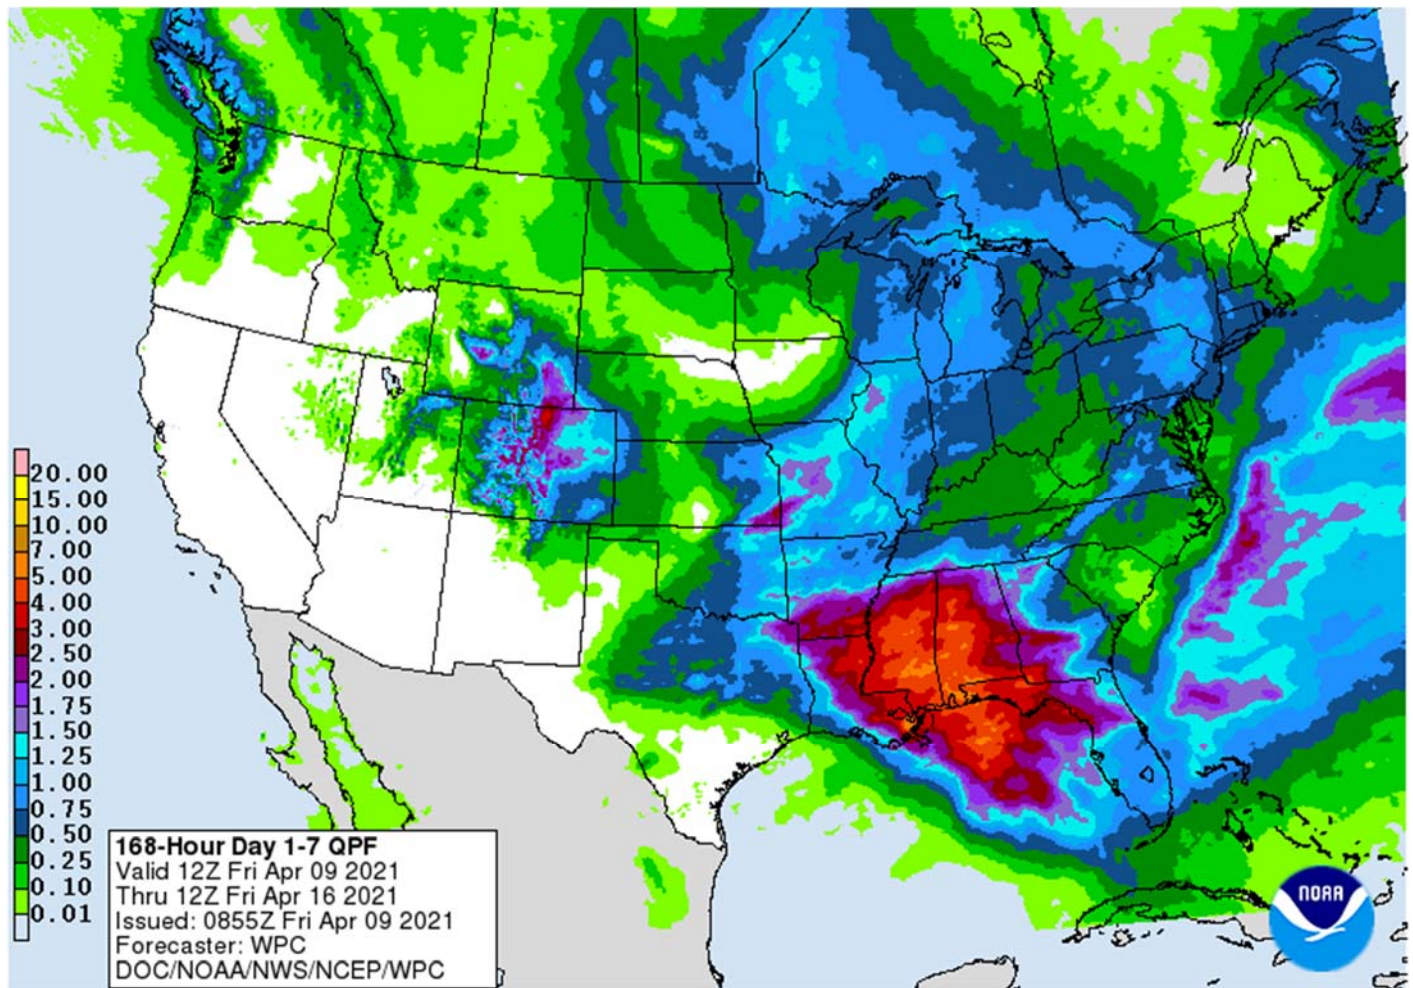 20.00
15.00
10.00
7.00
5.00
4.00
3.00
2.50
2.00
1.75
1.50
1.25
1.00
0.75
0.50
0.25
0.10
0.01
168-Hour Day 1-7 QPF
Valid 12Z Fri Apr 09 2021
Thru 12Z Fri Apr 16 2021
Issued: 0855Z Fri Apr 09 2021
Forecaster: WPC
DOC/NOAA/NWS/NCEP/WPC
NOAA